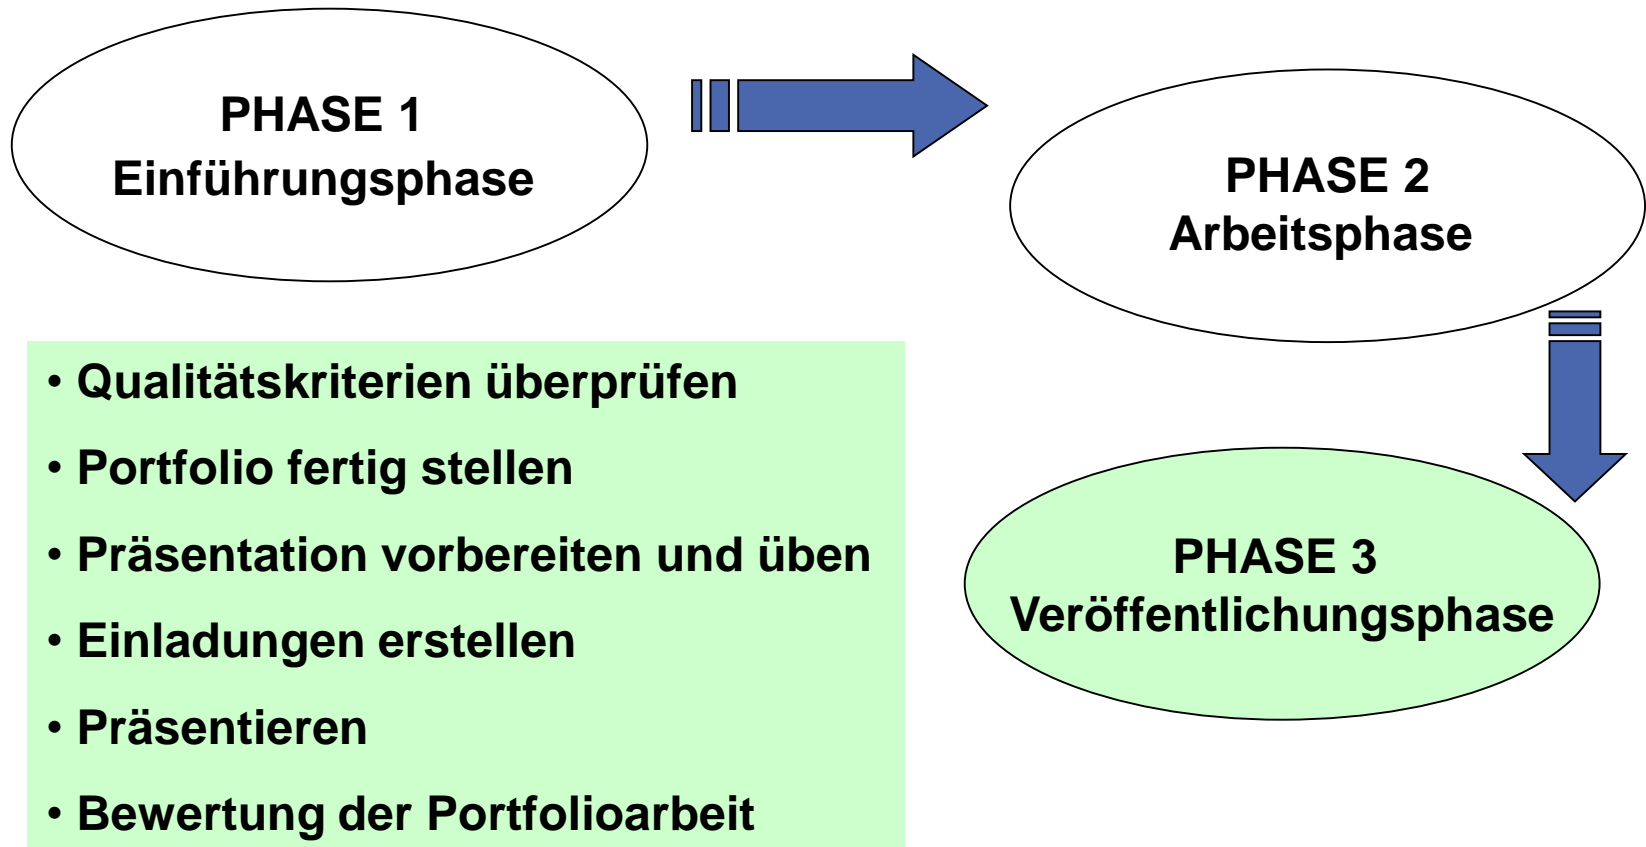 PHASE 1
Einführungsphase
PHASE 2
Arbeitsphase
• Qualitätskriterien überprüfen
• Portfolio fertig stellen
• Präsentation vorbereiten und üben
• Einladungen erstellen
• Präsentieren
• Bewertung der Portfolioarbeit
PHASE 3
Veröffentlichungsphase